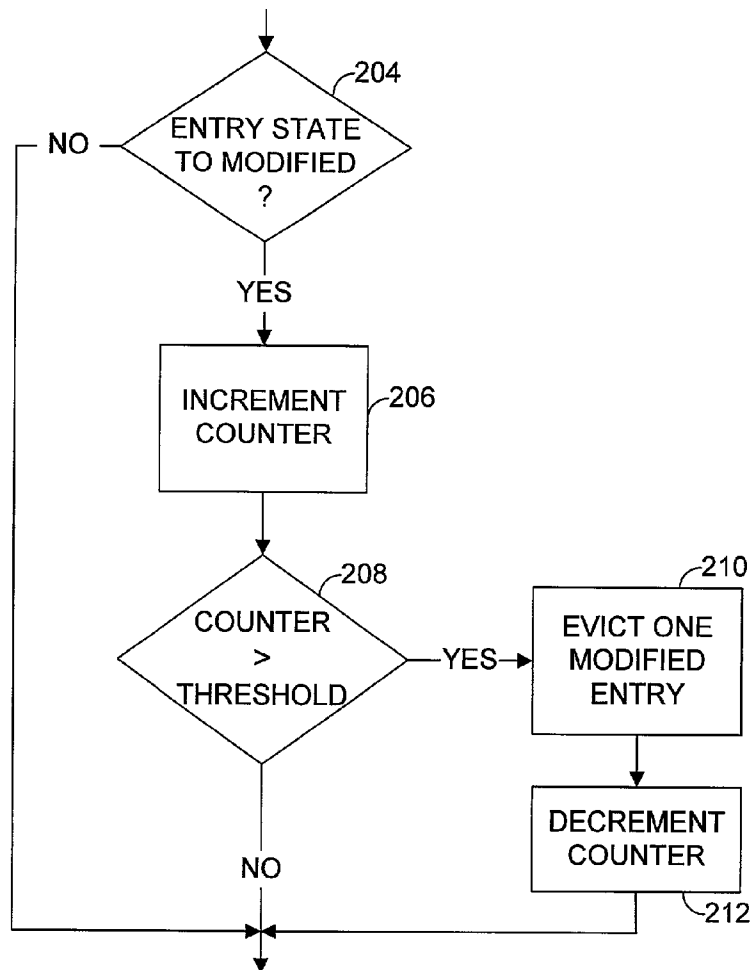 204
ENTRY STATE
TO MODIFIED
?
NO
YES
INCREMENT
COUNTER
206
208
COUNTER
>
THRESHOLD
YES
210
EVICT ONE
MODIFIED
ENTRY
NO
DECREMENT
COUNTER
212